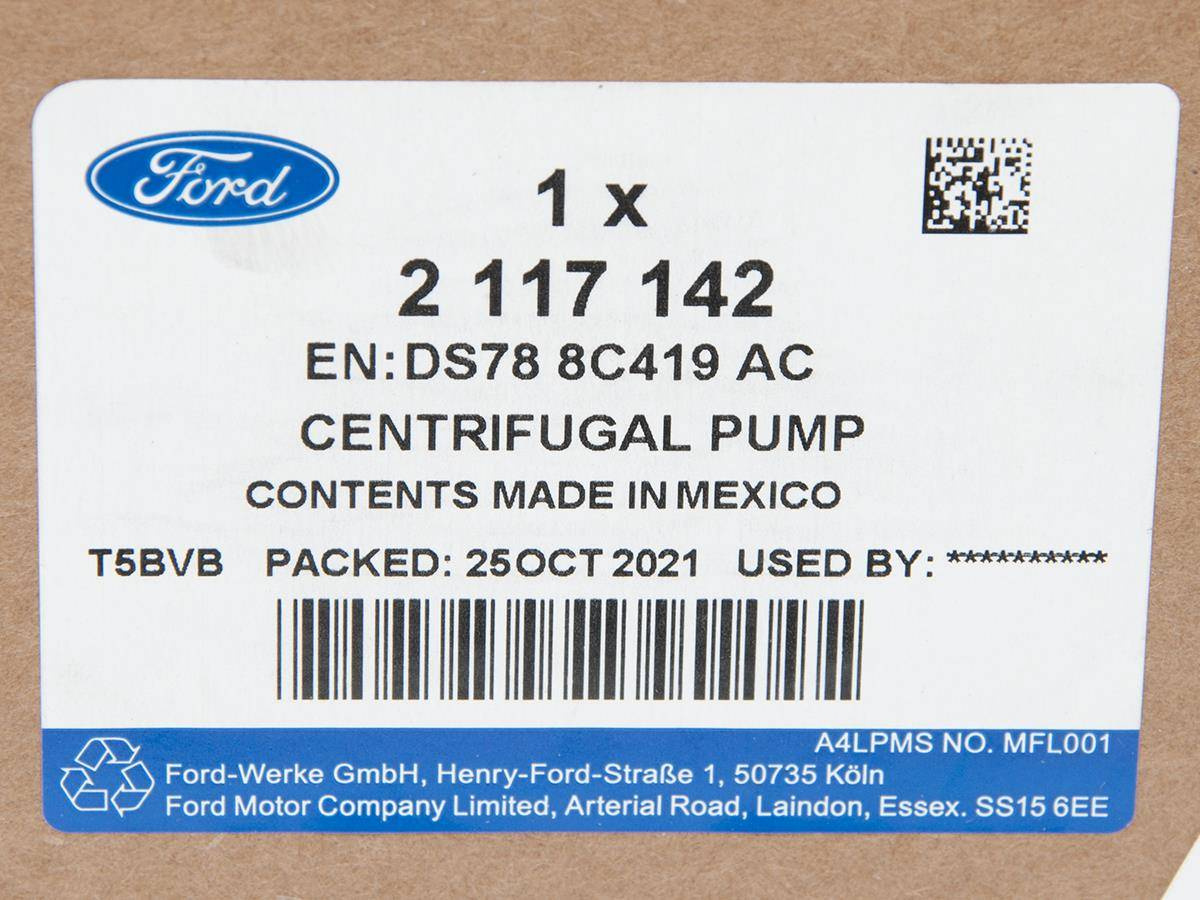 Ford
1 x
2 117 142
EN:DS78 8C419 AC
CENTRIFUGAL PUMP
CONTENTS MADE IN MEXICO
T5BVB PACKED: 25OCT 2021 USED BY: **********
A4LPMS NO. MFL001
Ford-Werke GmbH, Henry-Ford-Straße 1, 50735 Köln
Ford Motor Company Limited, Arterial Road, Laindon, Essex. SS15 6EE